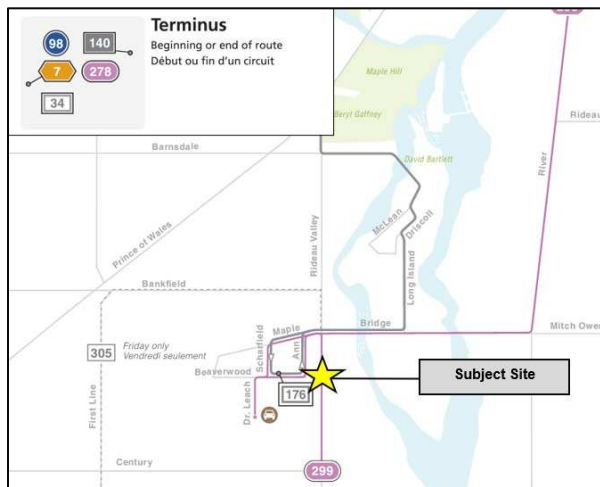 Terminus
Beginning or end of route
Début ou fin d'un circuit
98
140
7
278
34
Maple Hill
Beryl Gaffney
Barnsdale
David Bartlett
Rideau
River
McLean
Driscoll
Prince of Wales
Rideau Valley
Long Island
Bankfield
Bridge
Mitch Owen
Maple
Scharfield
Ann
305
Friday only
Vendredi seulement
Beaverwood
Subject Site
176
Dr. Leach
First Line
Century
299